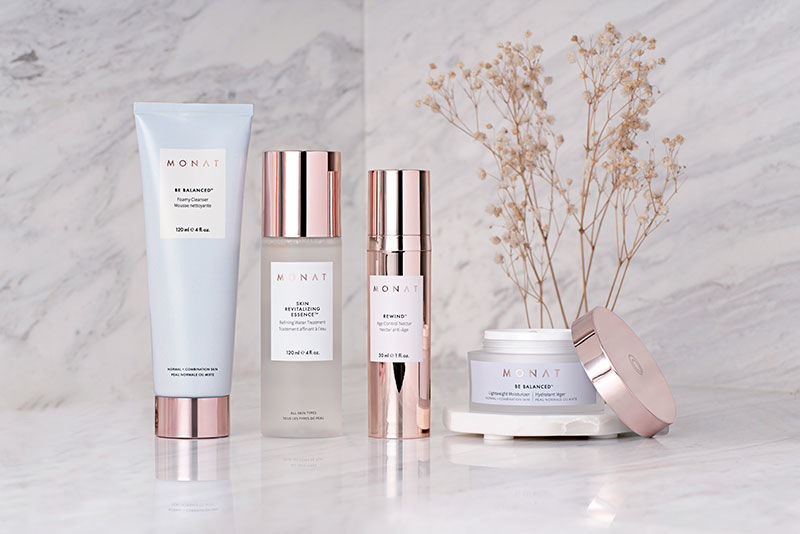 MONAT
BE BALANCED™
Foamy Cleanser
Mousse nettoyante
120 ml ℮ 4 fl. oz.
NORMAL + COMBINATION SKIN
PEAU NORMALE OU MIXTE
MONAT
SKIN
REVITALIZING
ESSENCE™
Refining Water Treatment
Traitement affinant à l'eau
120 ml ℮ 4 fl. oz.
ALL SKIN TYPES
TOUS LES TYPES DE PEAU
MONAT
REWIND™
Age Control Nectar
Nectar anti-âge
30 ml ℮ 1 fl. oz.
MONAT
BE BALANCED™
Lightweight Moisturizer | Hydratant léger
NORMAL + COMBINATION SKIN | PEAU NORMALE OU MIXTE